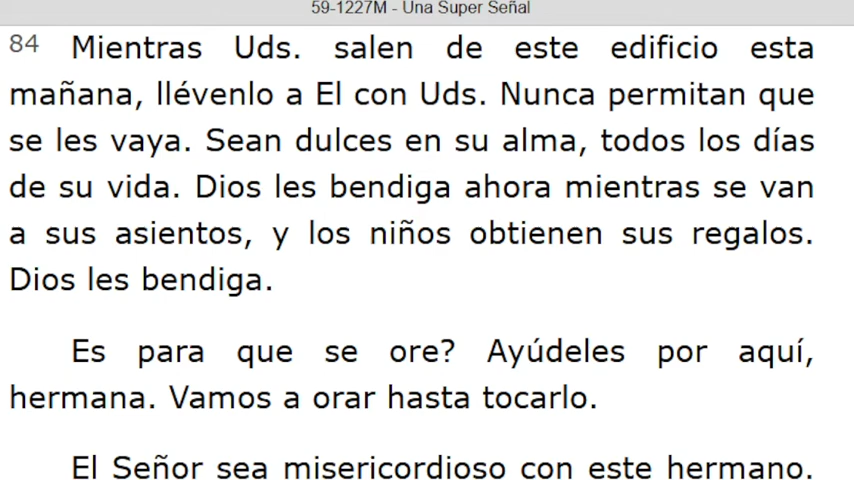 59-1227M - Una Super Señal
84 Mientras Uds. salen de este edificio esta
mañana, llévenlo a El con Uds. Nunca permitan que
se les vaya. Sean dulces en su alma, todos los días
de su vida. Dios les bendiga ahora mientras se van
a sus asientos, y los niños obtienen sus regalos.
Dios les bendiga.
Es para que se ore? Ayúdeles por aquí,
hermana. Vamos a orar hasta tocarlo.
El Señor sea misericordioso con este hermano.